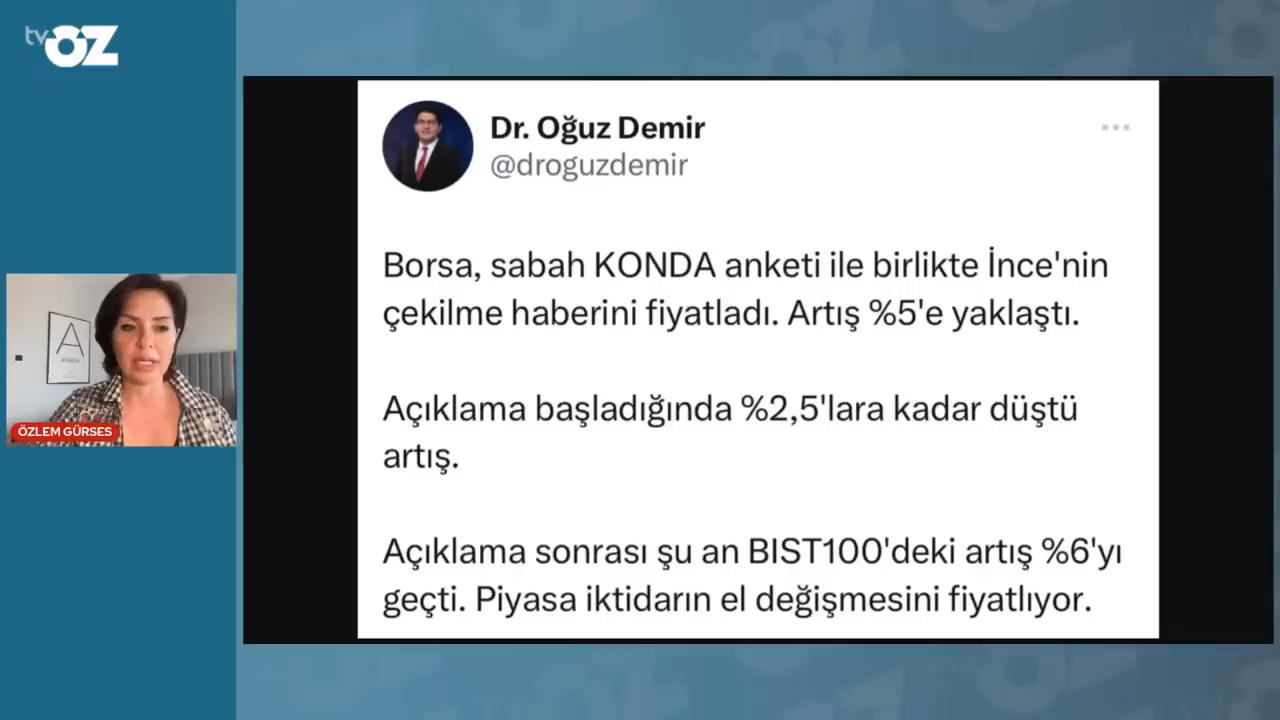 tv ÖZ
Dr. Oğuz Demir
@droguzdemir
Borsa, sabah KONDA anketi ile birlikte İnce'nin
çekilme haberini fiyatladı. Artış %5'e yaklaştı.
Açıklama başladığında %2,5'lara kadar düştü
artış.
Açıklama sonrası şu an BIST100'deki artış %6'yı
geçti. Piyasa iktidarın el değişmesini fiyatlıyor.
A
ÖZLEM GÜRSES